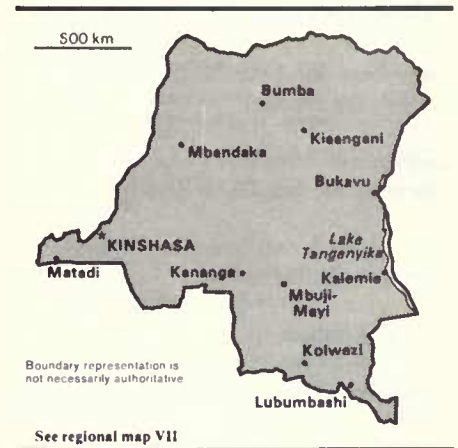 500 km
Bumba
Kisangani
Mbandaka
Bukavu
Lake
Tanganyika
KINSHASA
Matadi
Kananga
Kalemie
Mbuji-
Mayi
Kolwezi
Boundary representation is
not necessarily authoritative
Lubumbashi
See regional map VII